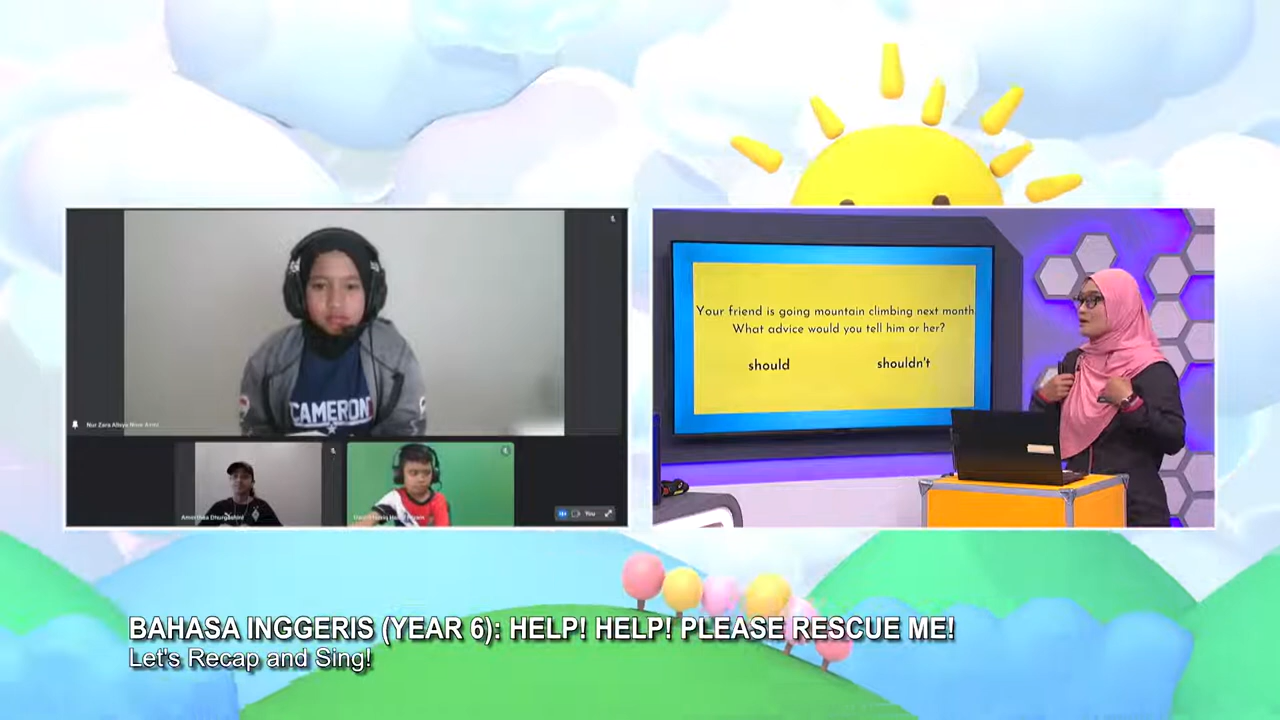 CAMERON
Your friend is going mountain climbing next month.
What advice would you tell him or her?
should
shouldn't
You
BAHASA INGGERIS (YEAR 6): HELP! HELP! PLEASE RESCUE ME!
Let's Recap and Sing!